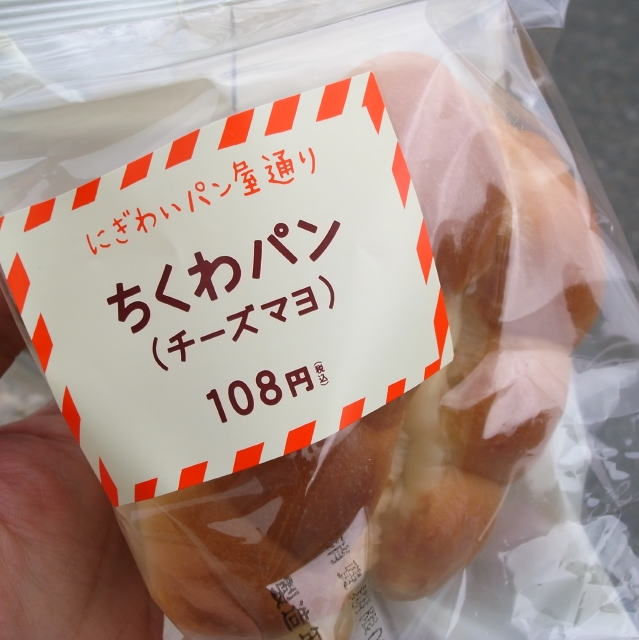 にぎわいパン屋通り
ちくわパン
(チーズマヨ)
108円(税込)